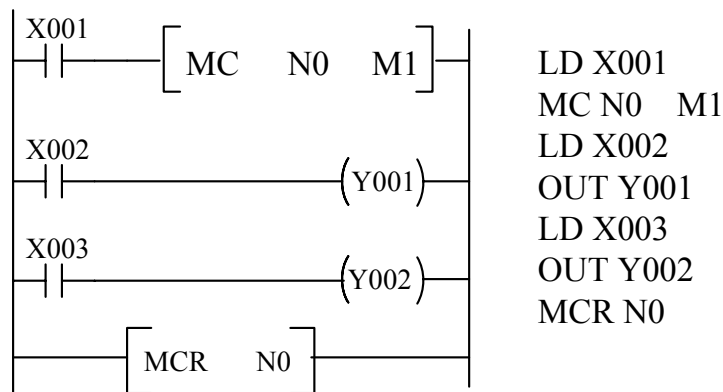 X001
MC N0 M1
X002
Y001
X003
Y002
MCR N0
LD X001
MC N0 M1
LD X002
OUT Y001
LD X003
OUT Y002
MCR N0